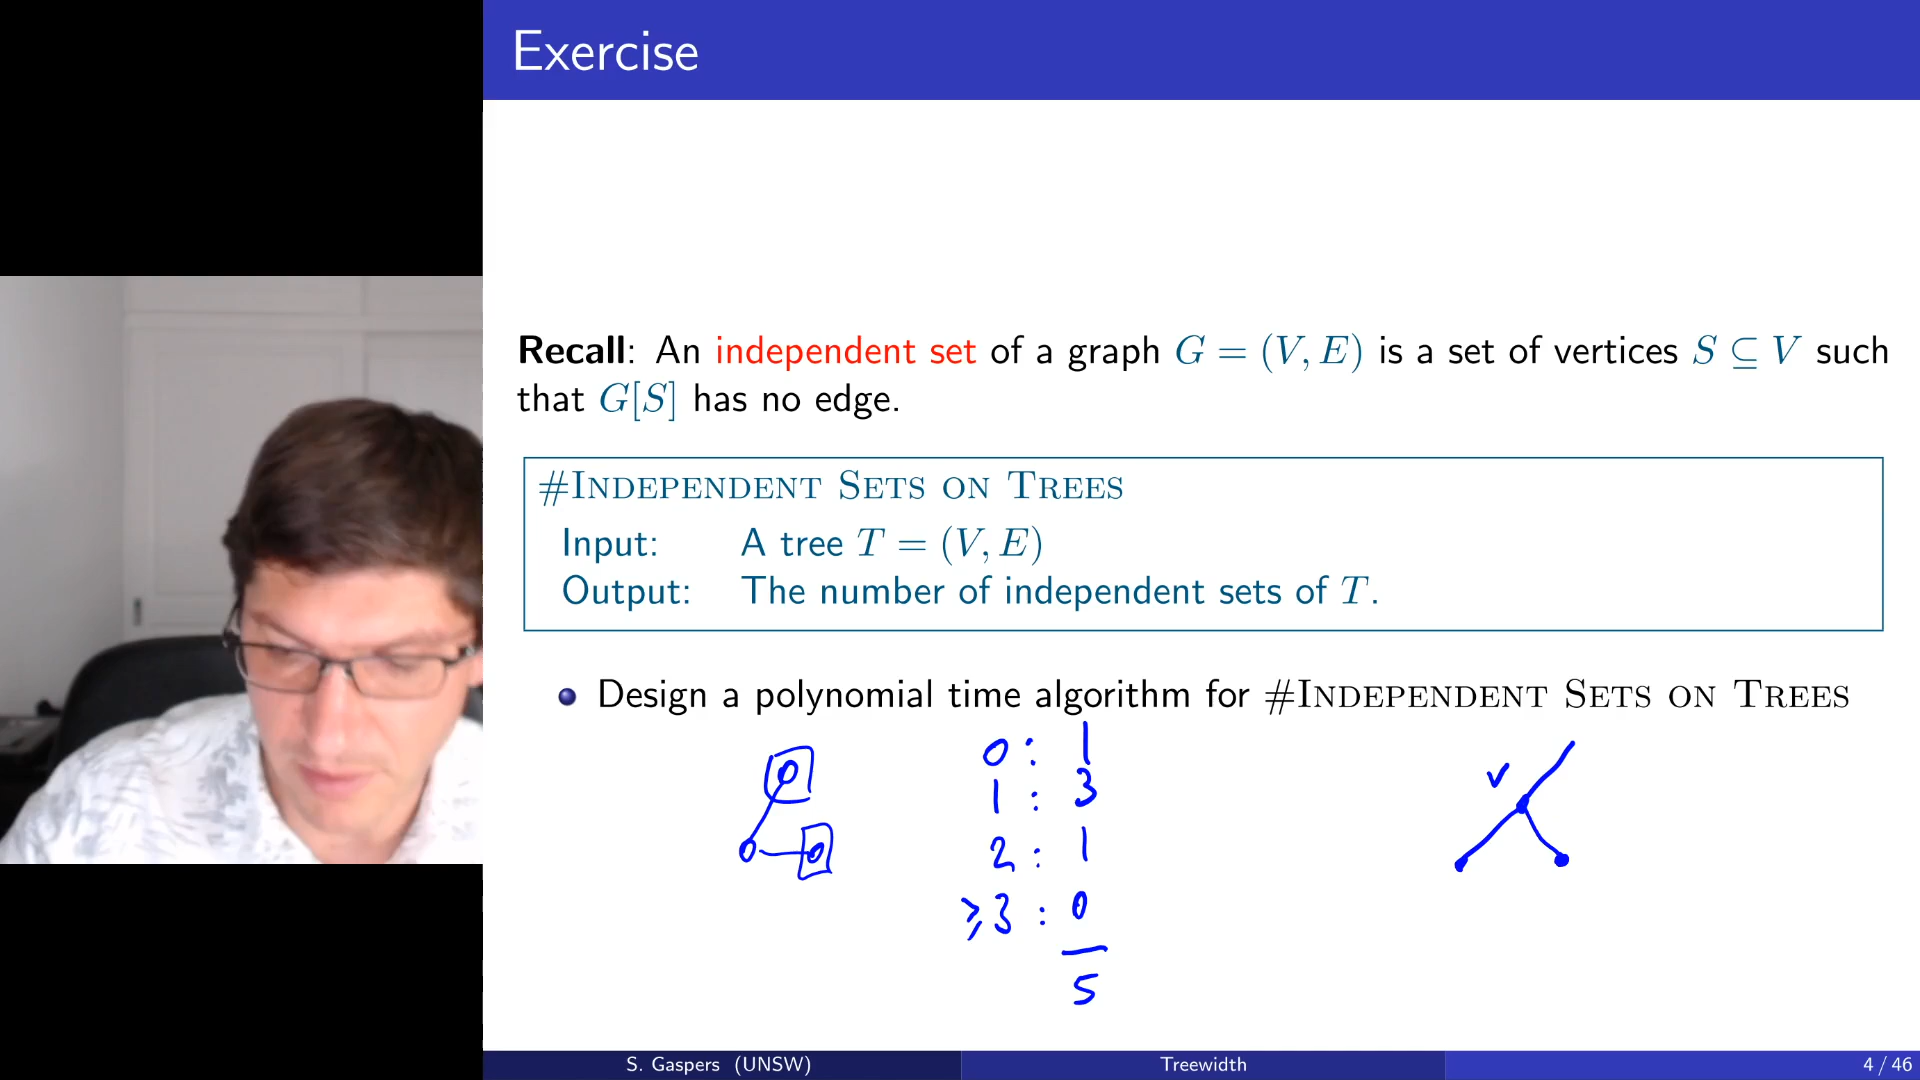 Exercise
Recall: An independent set of a graph G = (V, E) is a set of vertices S ⊆ V such
that G[S] has no edge.
#Independent Sets on Trees
Input: A tree T = (V, E)
Output: The number of independent sets of T.
Design a polynomial time algorithm for #Independent Sets on Trees
0 : 1
1 : 3
2 : 1
≥3 : 0
5
v
S. Gaspers (UNSW) Treewidth 4 / 46